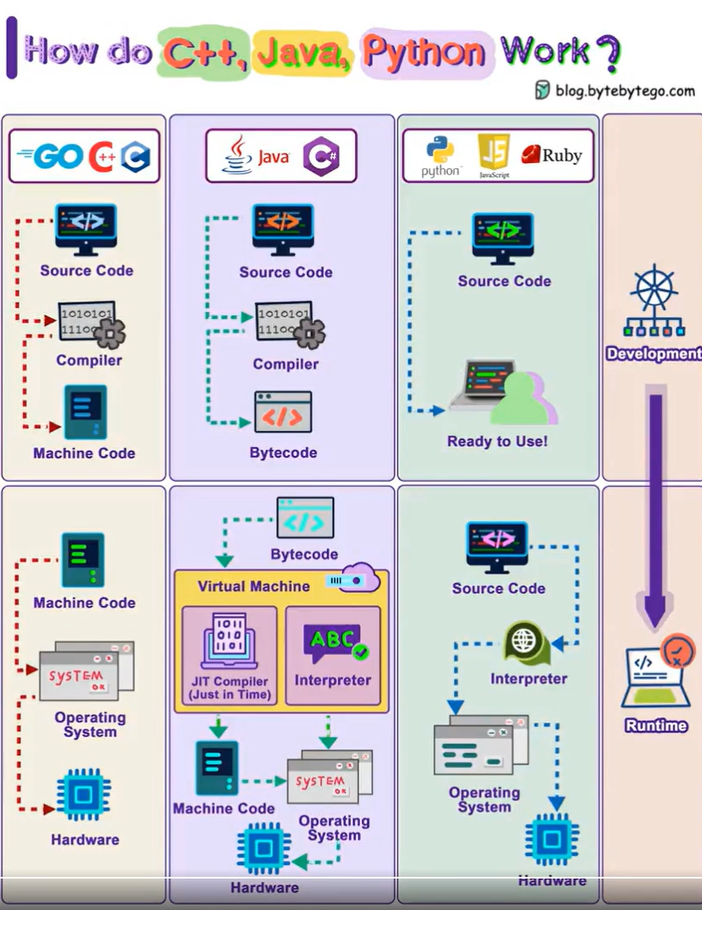 How do C++, Java, Python Work?
blog.bytebytego.com
GO C++ C
Java C#
python JS JavaScript Ruby
Source Code
Compiler
Machine Code
Source Code
Compiler
Bytecode
Source Code
Ready to Use!
Development
Machine Code
Operating
System
Hardware
Bytecode
Virtual Machine
JIT Compiler
(Just in Time)
ABC
Interpreter
Machine Code
Operating
System
Hardware
Source Code
Interpreter
Operating
System
Hardware
Runtime
1010101
11100
1010101
11100
SYSTEM
OK
SYSTEM
OK